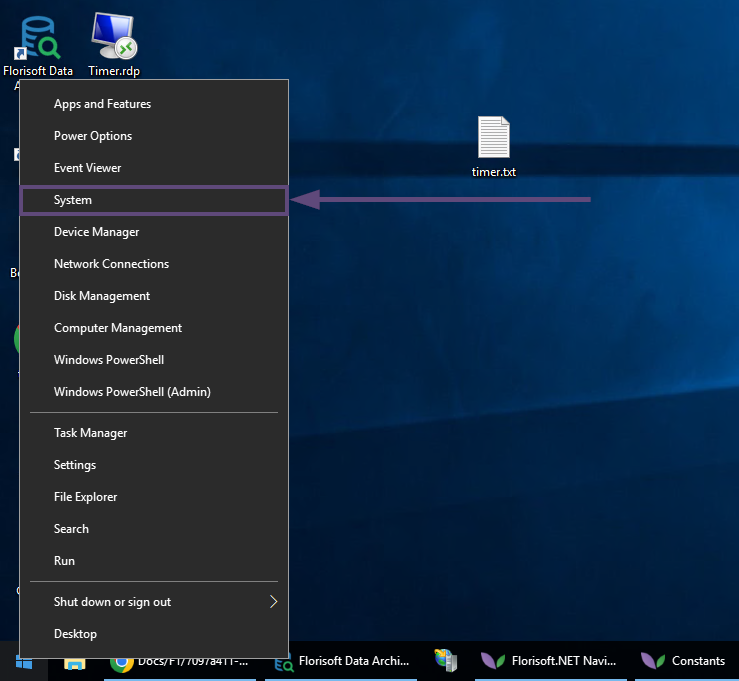 Florisoft Data
Timer.rdp
timer.txt
Apps and Features
Power Options
Event Viewer
System
Device Manager
Network Connections
Disk Management
Computer Management
Windows PowerShell
Windows PowerShell (Admin)
Task Manager
Settings
File Explorer
Search
Run
Shut down or sign out
Desktop
Docs/F1/7097a411-...
Florisoft Data Archi...
Florisoft.NET Navi...
Constants